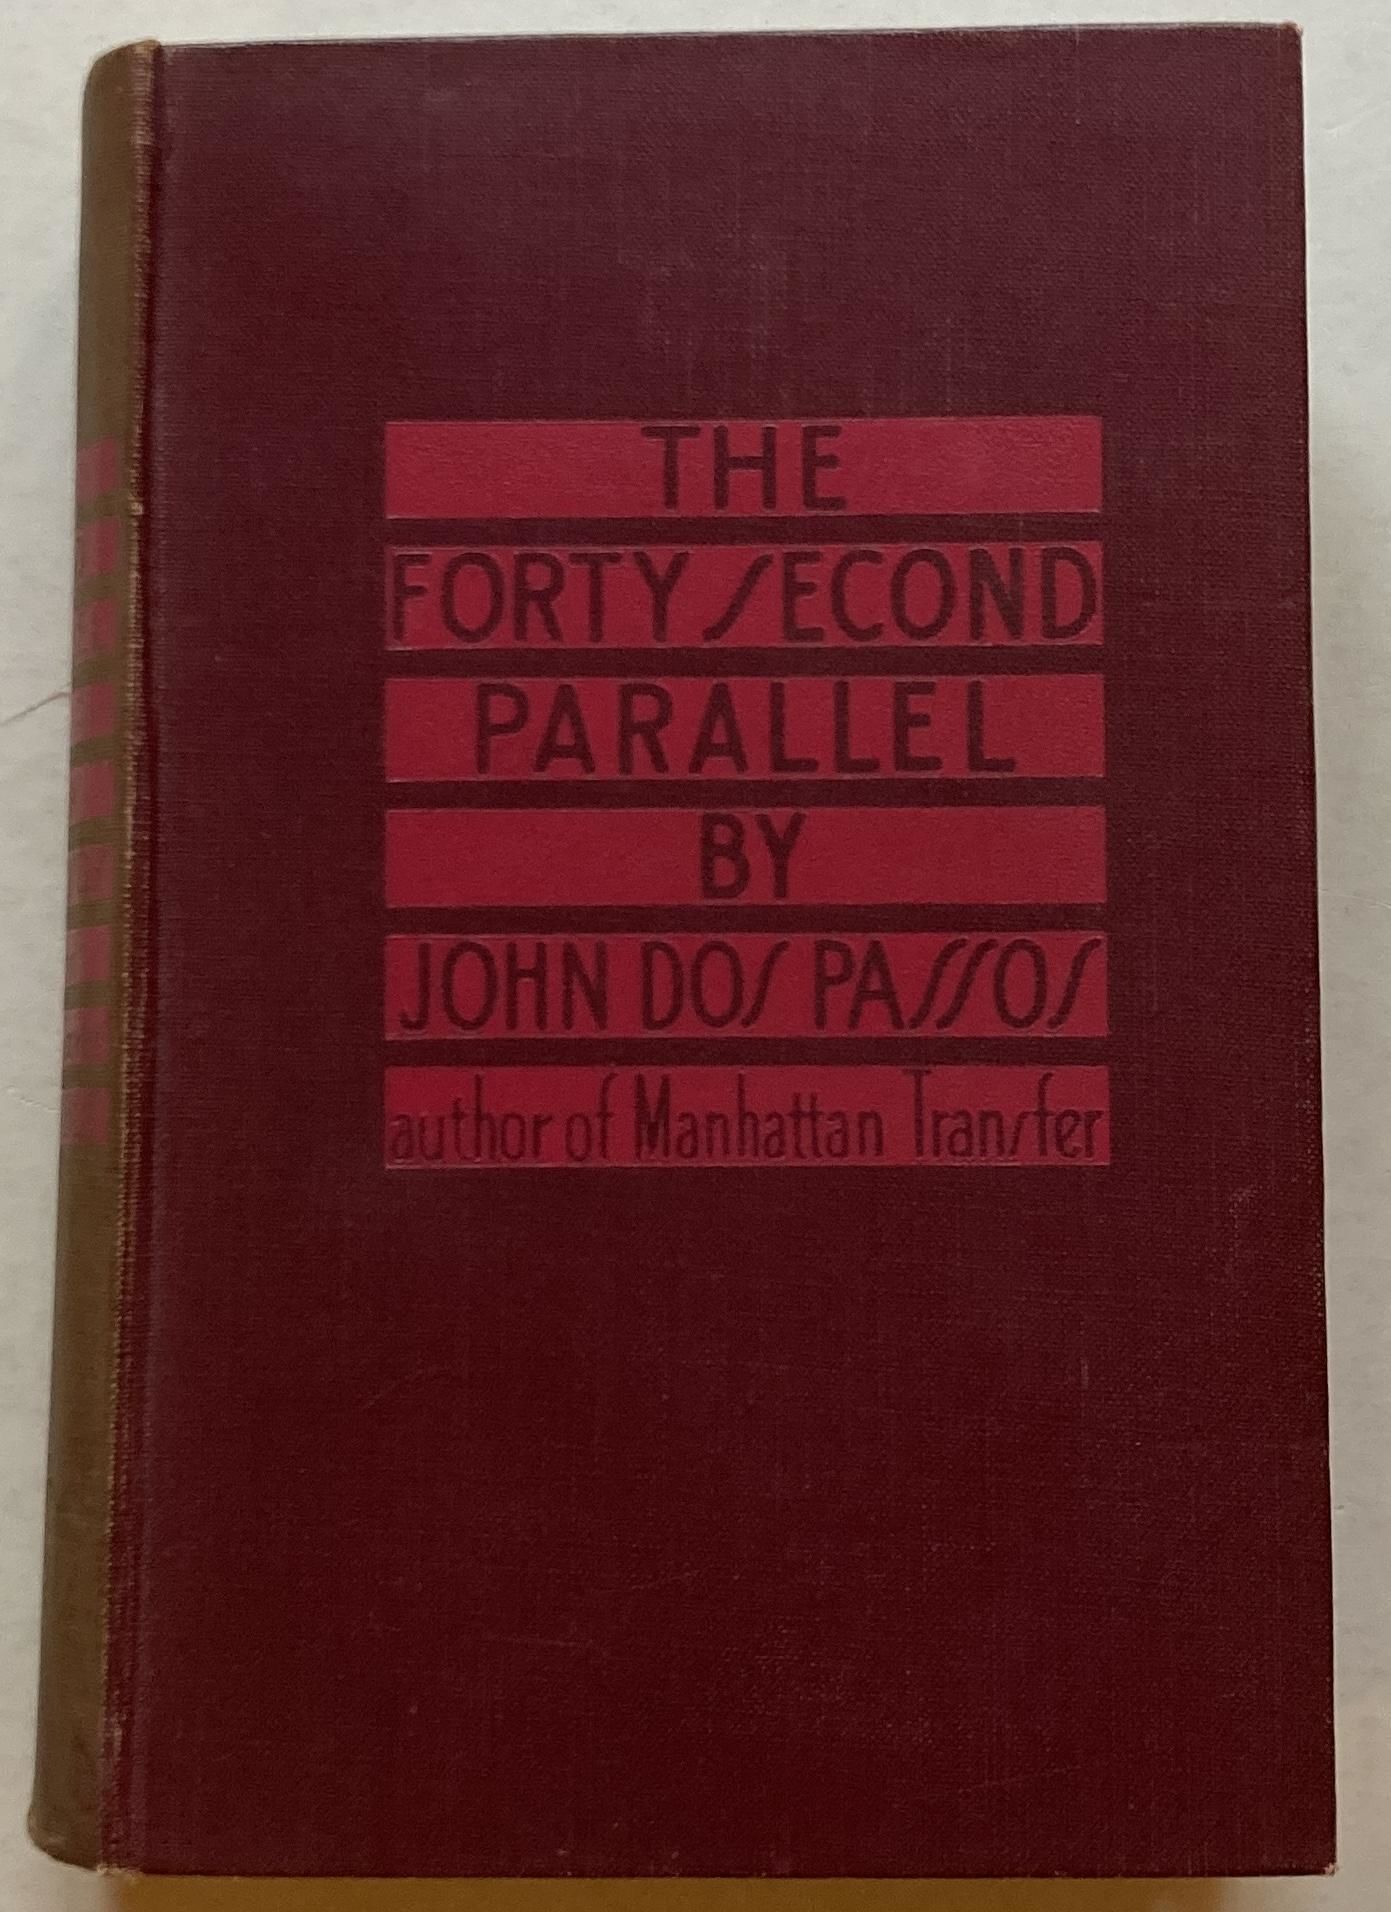 THE
FORTY SECOND
PARALLEL
BY
JOHN DOS PASSOS
author of Manhattan Transfer